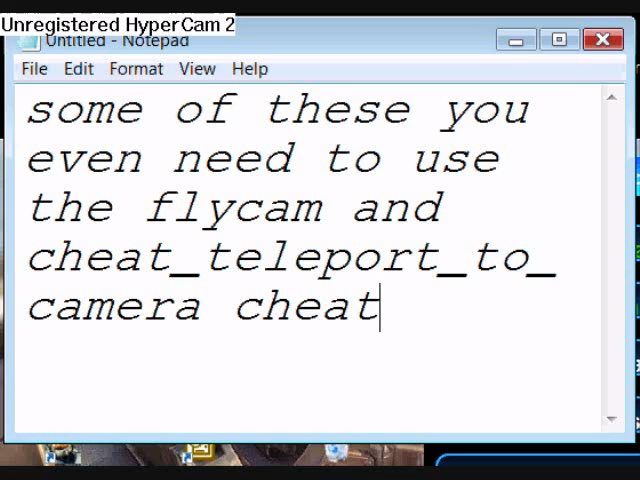 Unregistered HyperCam 2
Untitled - Notepad
File Edit Format View Help
some of these you
even need to use
the flycam and
cheat_teleport_to_
camera cheat